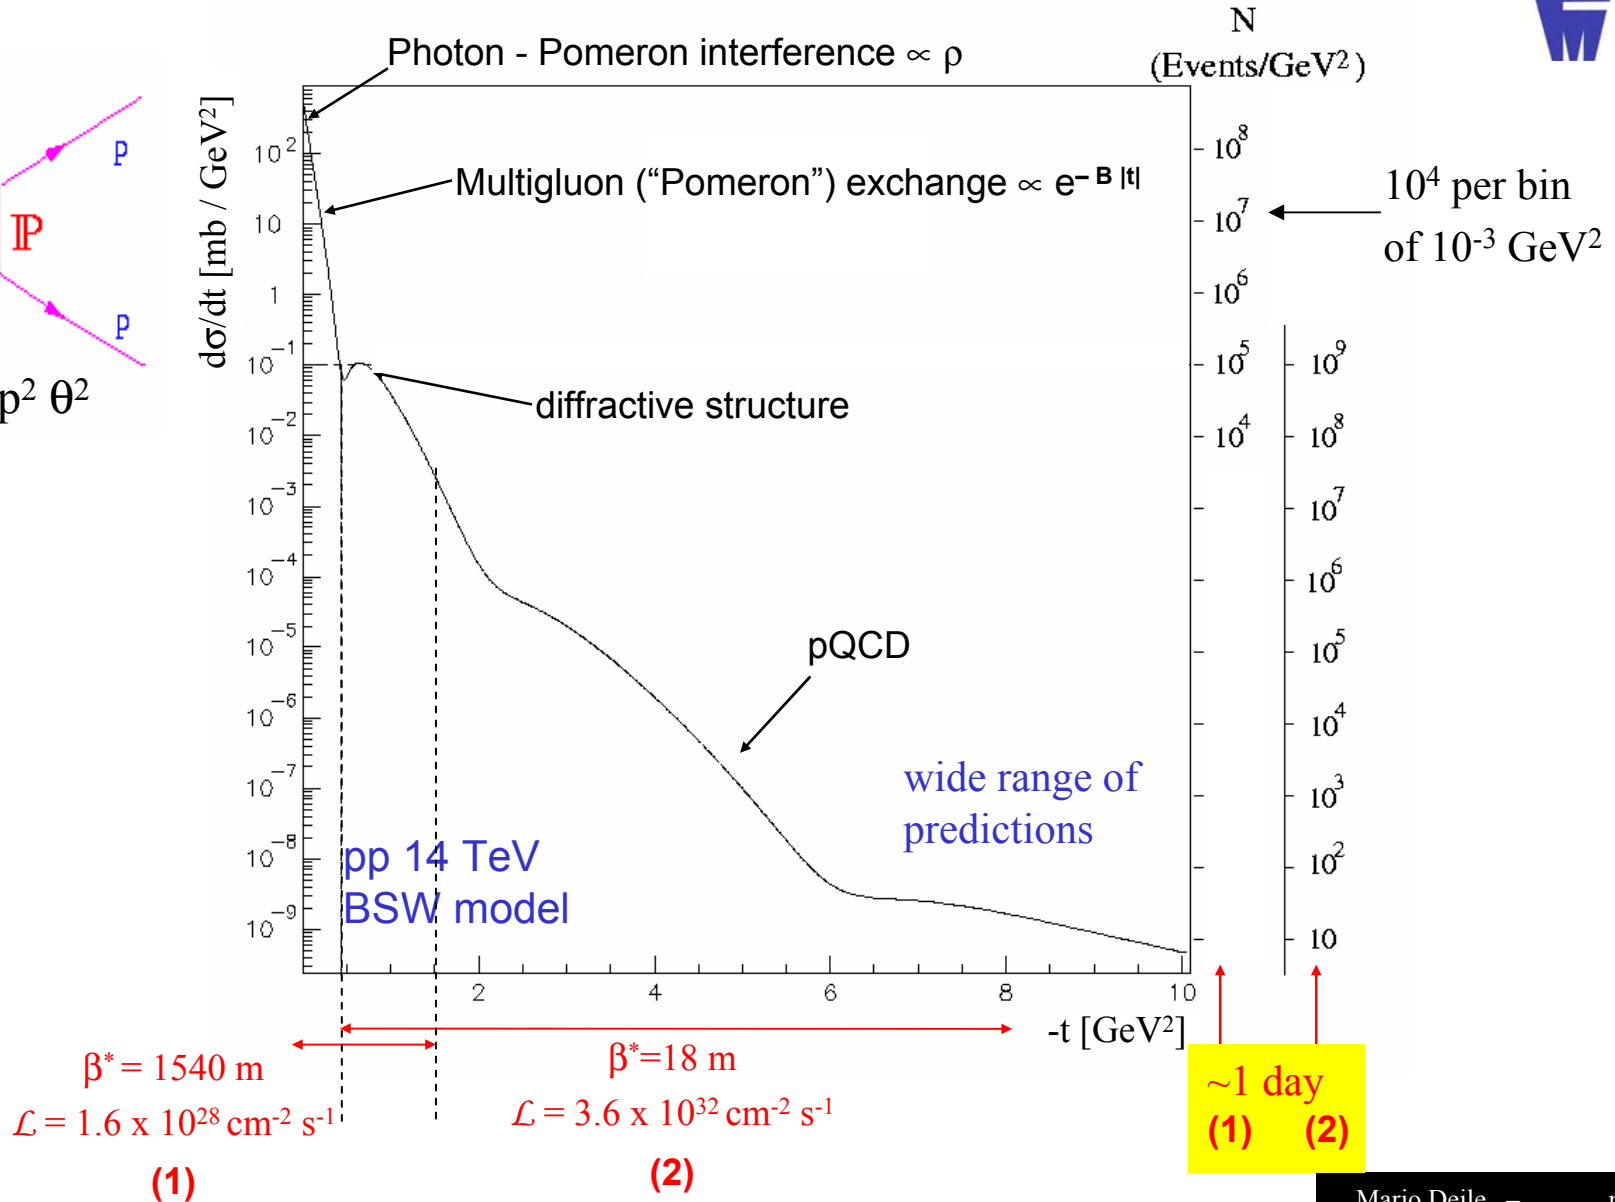 N
(Events/GeV²)
Photon - Pomeron interference ∝ ρ
Multigluon (“Pomeron”) exchange ∝ e⁻ ᴮ |t|
10⁴ per bin
of 10⁻³ GeV²
p
ℙ
p
p² θ²
dσ/dt [mb / GeV²]
10²
10
1
10⁻¹
10⁻²
10⁻³
10⁻⁴
10⁻⁵
10⁻⁶
10⁻⁷
10⁻⁸
10⁻⁹
10⁸
10⁷
10⁶
10⁵
10⁴
10⁹
10⁸
10⁷
10⁶
10⁵
10⁴
10³
10²
10
diffractive structure
pQCD
wide range of
predictions
pp 14 TeV
BSW model
2
4
6
8
10
-t [GeV²]
β* = 1540 m
ℒ = 1.6 x 10²⁸ cm⁻² s⁻¹
(1)
β*=18 m
ℒ = 3.6 x 10³² cm⁻² s⁻¹
(2)
~1 day
(1) (2)
Mario Deile –